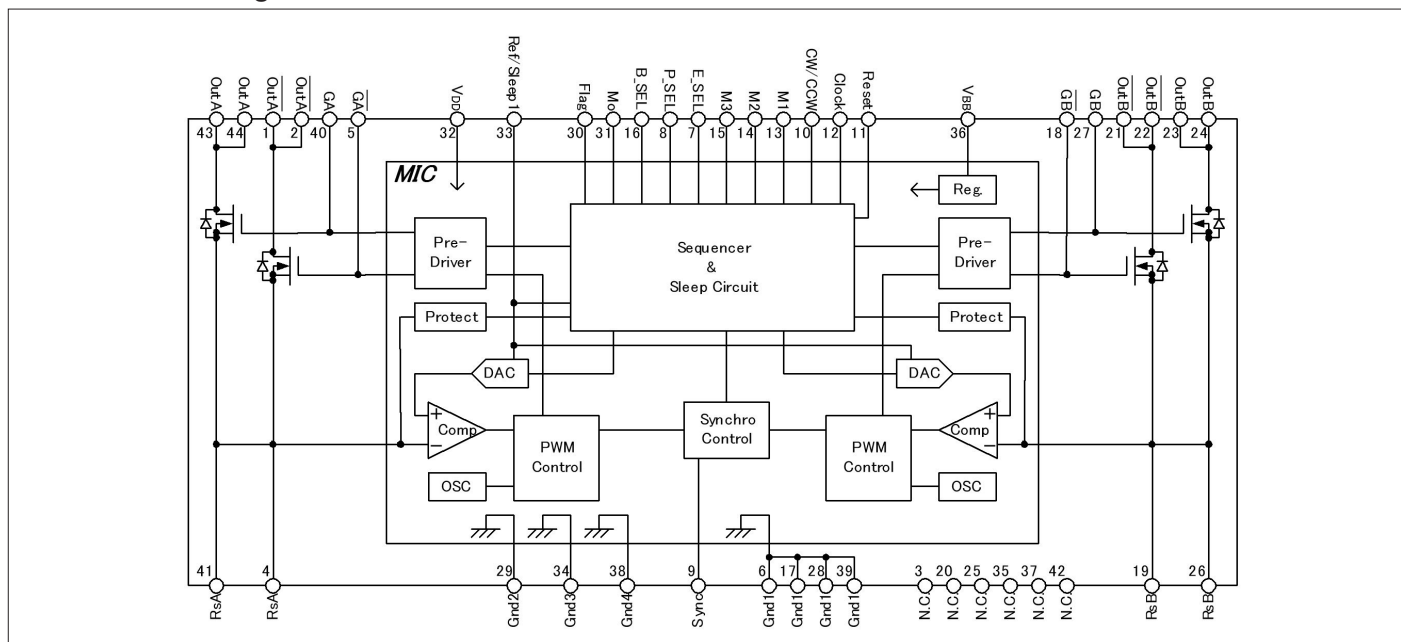 OutA
OutA
OutA
OutA
GA
GA
VDD
Ref/Sleep1
Flag
Mo
B_SEL
P_SEL
E_SEL
M3
M2
M1
CW/CCW
Clock
Reset
VBB
GB
GB
OutB
OutB
OutB
OutB
43 44 1 2 40 5 32 33 30 31 16 8 7 15 14 13 10 12 11 36 18 27 21 22 23 24
MIC
Reg.
Pre-
Driver
Sequencer
&
Sleep Circuit
Pre-
Driver
Protect
Protect
DAC
DAC
+
Comp
−
PWM
Control
Synchro
Control
PWM
Control
+
Comp
−
OSC
OSC
41 4 29 34 38 9 6 17 28 39 3 20 25 35 37 42 19 26
RsA
RsA
Gnd2
Gnd3
Gnd4
Sync
Gnd1
Gnd1
Gnd1
Gnd1
N.C.
N.C.
N.C.
N.C.
N.C.
N.C.
RsB
RsB